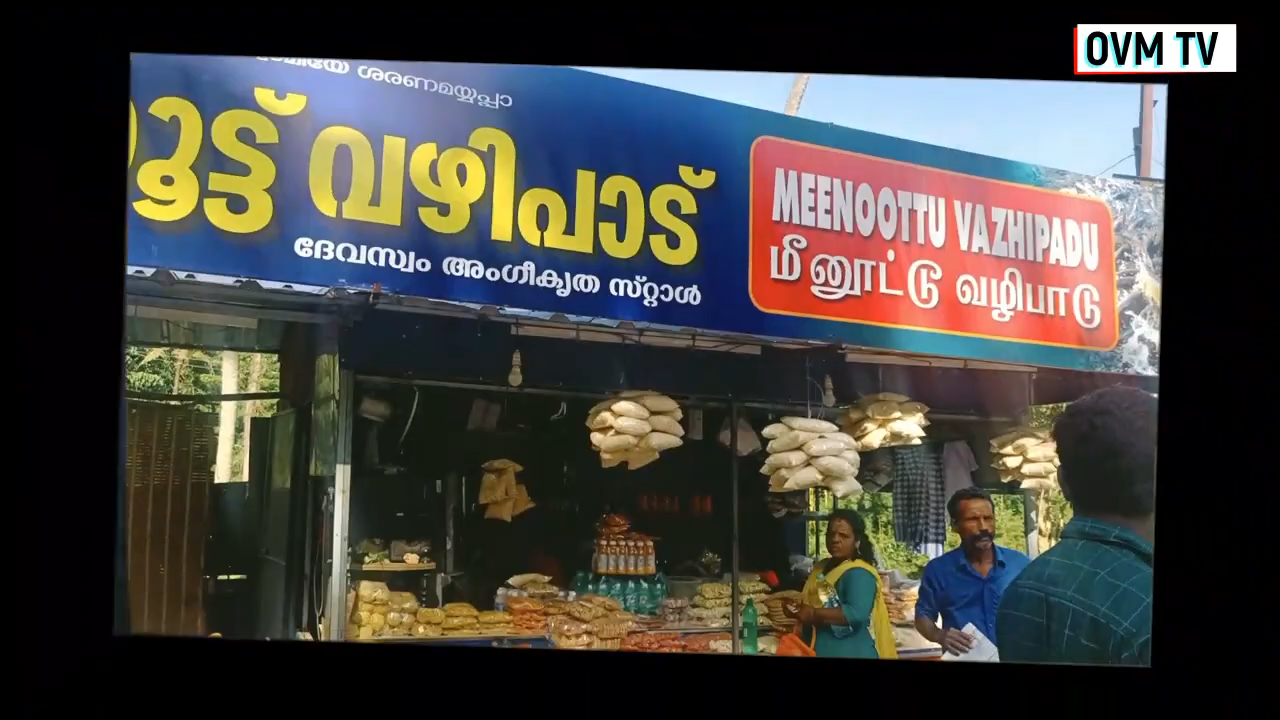 OVM TV
ശരണമയ്യപ്പാ
വഴിപാട്
ദേവസ്വം അംഗീകൃത സ്റ്റാൾ
MEENOOTTU VAZHIPADU
மீனூட்டு வழிபாடு